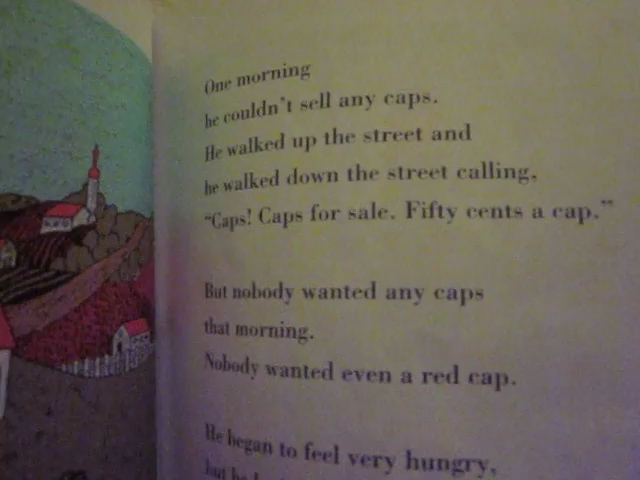 One morning
he couldn't sell any caps.
He walked up the street and
he walked down the street calling,
"Caps! Caps for sale. Fifty cents a cap."
But nobody wanted any caps
that morning.
Nobody wanted even a red cap.
He began to feel very hungry,
but he